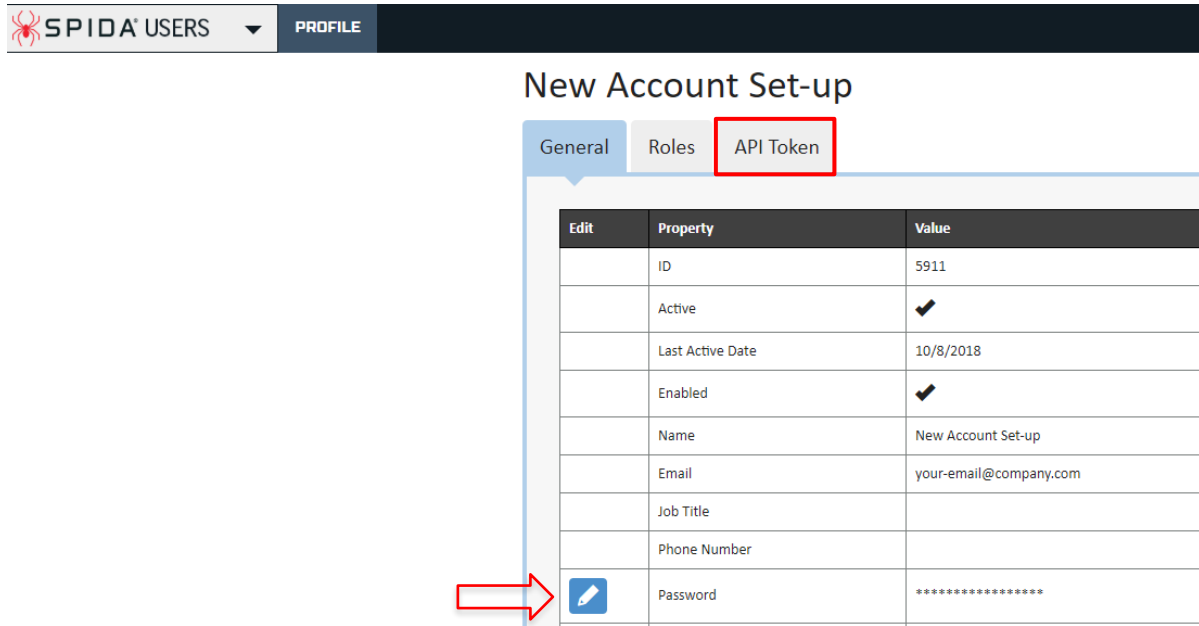 SPIDA® USERS PROFILE
New Account Set-up
General Roles API Token
Edit Property Value
ID 5911
Active
Last Active Date 10/8/2018
Enabled
Name New Account Set-up
Email your-email@company.com
Job Title
Phone Number
Password *****************